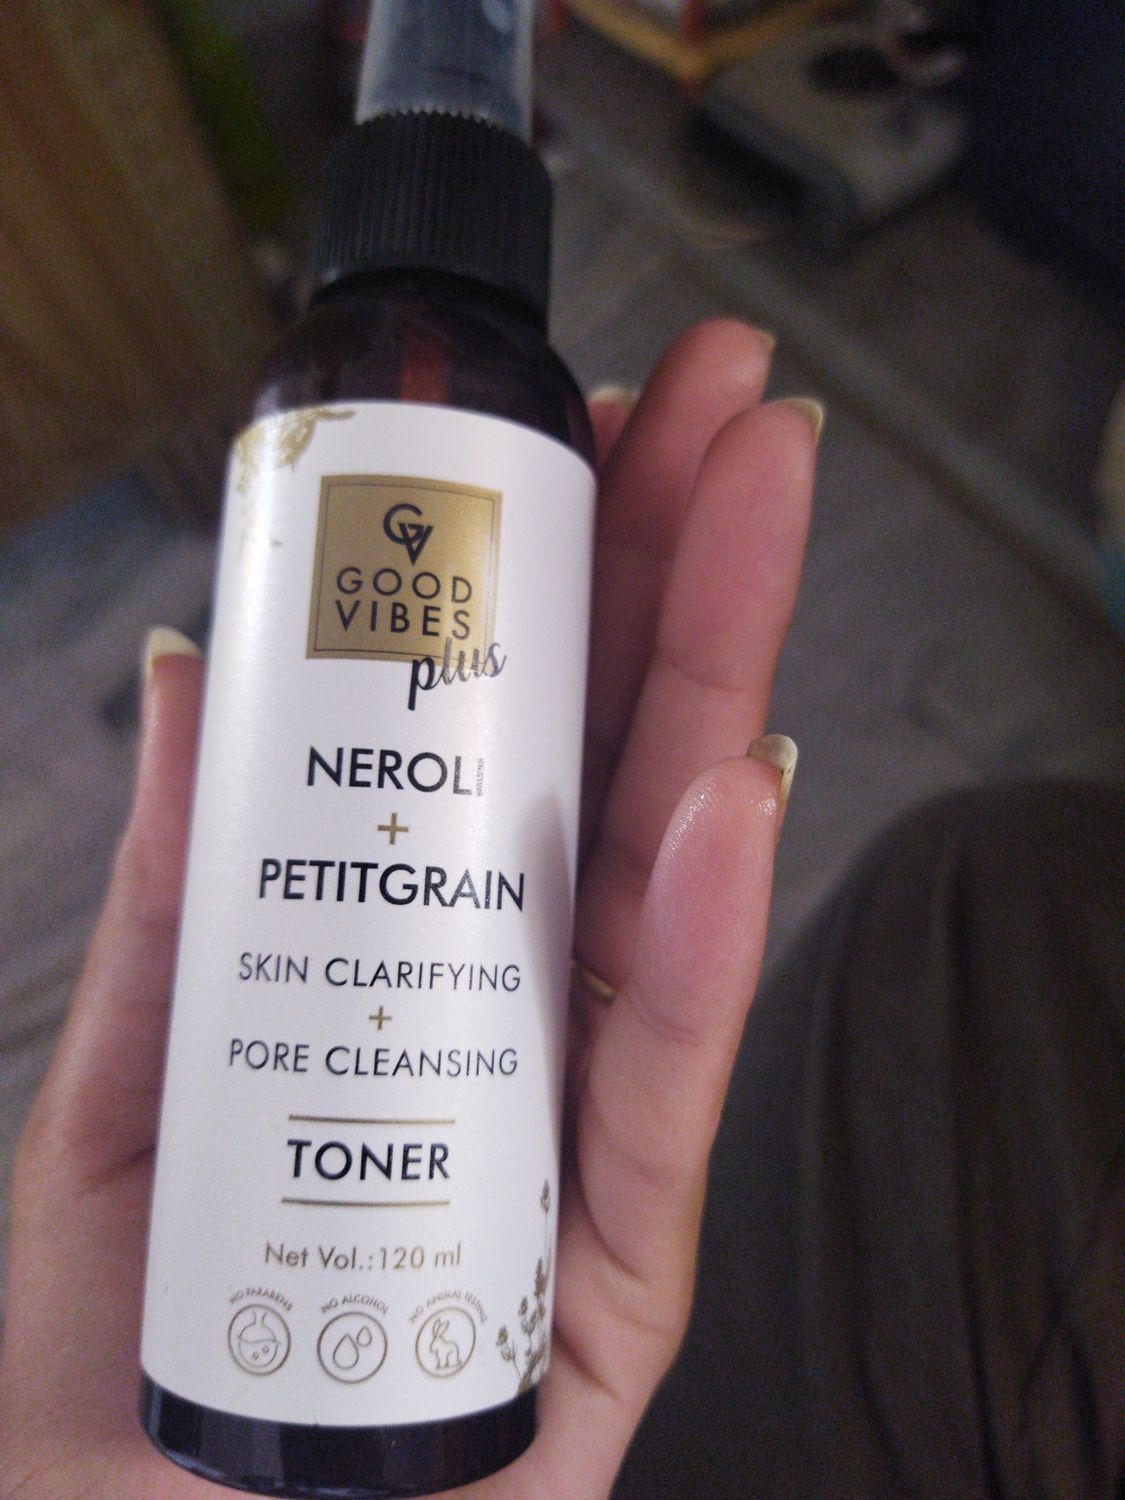 GV
GOOD
VIBES
plus
NEROLI
+
PETITGRAIN
SKIN CLARIFYING
+
PORE CLEANSING
TONER
Net Vol.:120 ml
NO PARABENS NO ALCOHOL NO ANIMAL TESTING